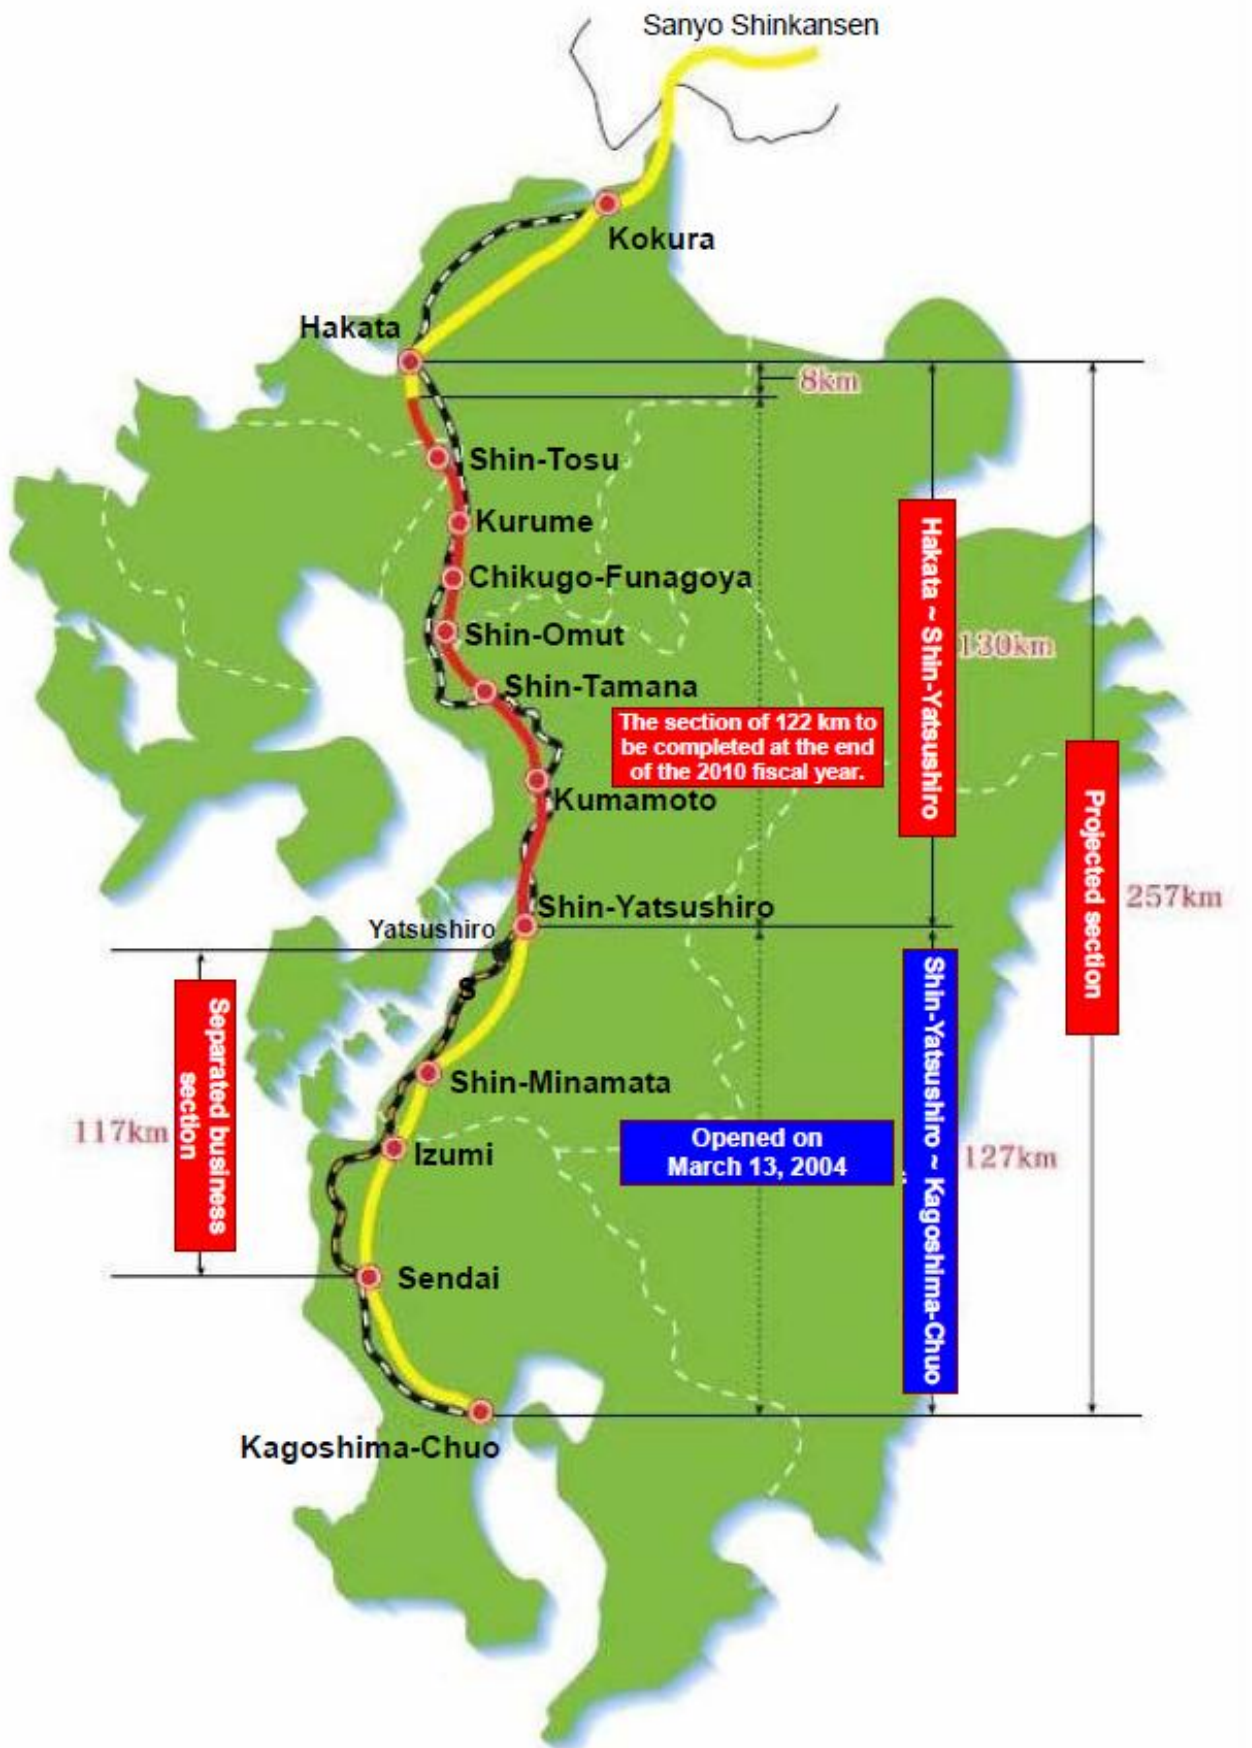 Sanyo Shinkansen
Kokura
Hakata
8km
Shin-Tosu
Kurume
Chikugo-Funagoya
Shin-Omut
Shin-Tamana
Hakata ~ Shin-Yatsushiro
130km
The section of 122 km to
be completed at the end
of the 2010 fiscal year.
Kumamoto
Projected section
257km
Shin-Yatsushiro
Yatsushiro
S
Separated business
section
117km
Shin-Minamata
Izumi
Opened on
March 13, 2004
Shin-Yatsushiro ~ Kagoshima-Chuo
127km
Sendai
Kagoshima-Chuo